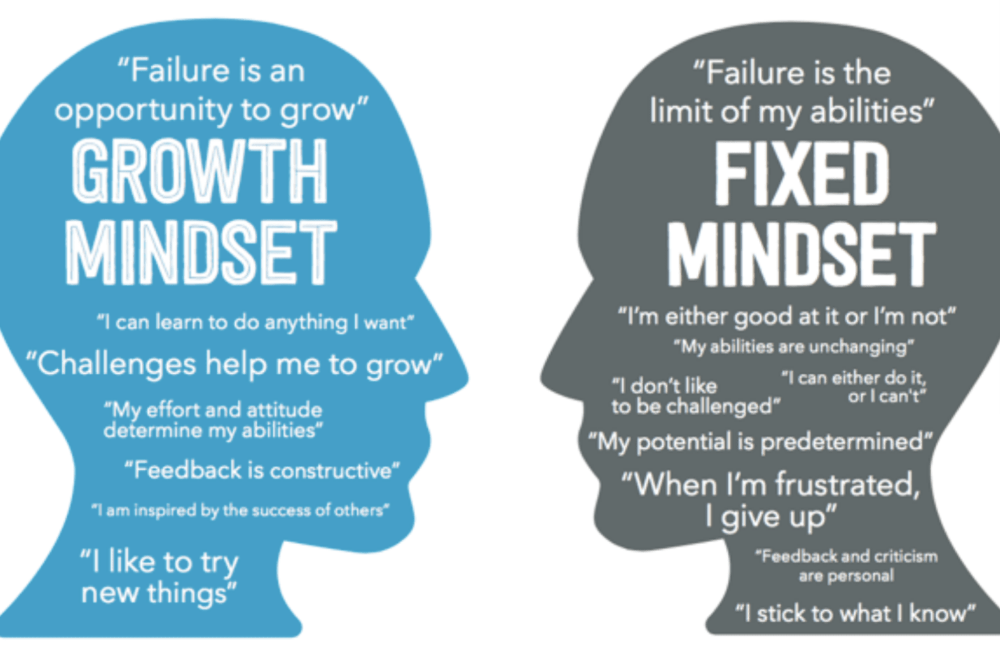 “Failure is an
opportunity to grow”
GROWTH
MINDSET
“I can learn to do anything I want”
“Challenges help me to grow”
“My effort and attitude
determine my abilities”
“Feedback is constructive”
“I am inspired by the success of others”
“I like to try
new things”
“Failure is the
limit of my abilities”
FIXED
MINDSET
“I’m either good at it or I’m not”
“My abilities are unchanging”
“I don’t like
to be challenged”
“I can either do it,
or I can't”
“My potential is predetermined”
“When I’m frustrated,
I give up”
“Feedback and criticism
are personal
“I stick to what I know”